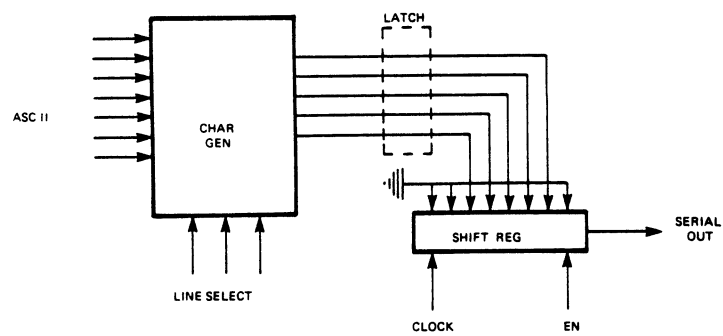 LATCH
ASC II
CHAR
GEN
SHIFT REG
SERIAL
OUT
LINE SELECT
CLOCK
EN